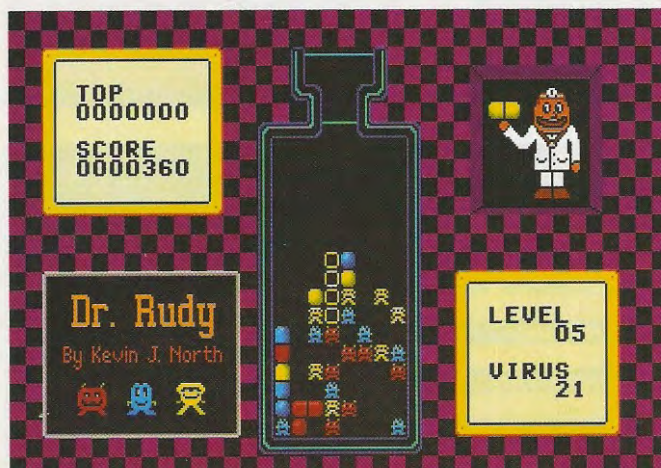 TOP
0000000
SCORE
0000360
Dr. Rudy
By Kevin J. North
LEVEL
05
VIRUS
21